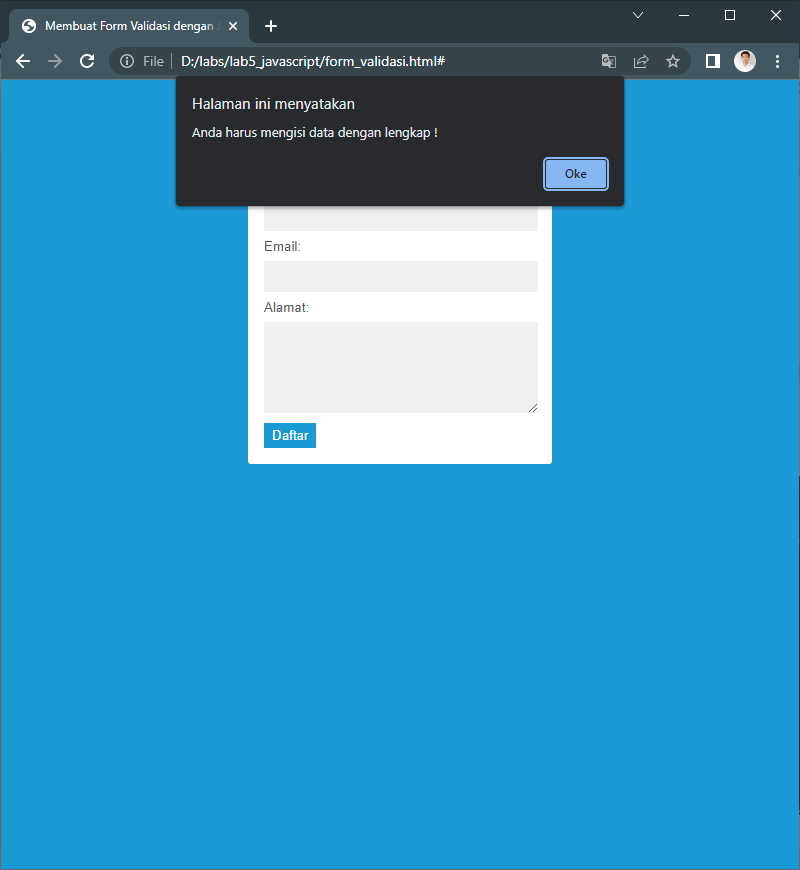 Membuat Form Validasi dengan
File
D:/labs/lab5_javascript/form_validasi.html#
Halaman ini menyatakan
Anda harus mengisi data dengan lengkap !
Oke
Email:
Alamat:
Daftar